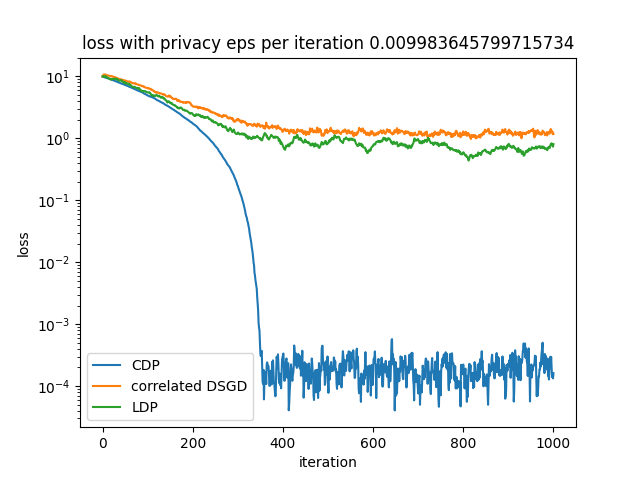 loss with privacy eps per iteration 0.009983645799715734
10¹
10⁰
10⁻¹
10⁻²
10⁻³
10⁻⁴
loss
CDP
correlated DSGD
LDP
0 200 400 600 800 1000
iteration